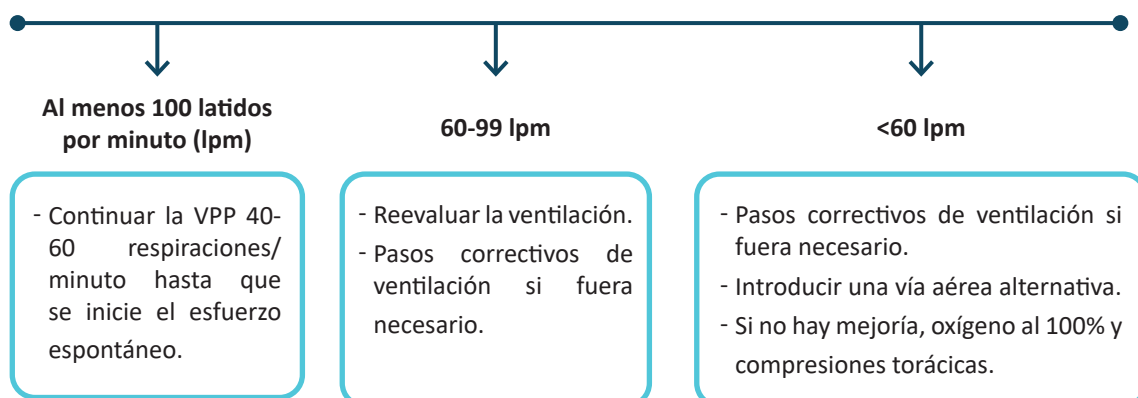 Al menos 100 latidos
por minuto (lpm)
- Continuar la VPP 40-
60 respiraciones/
minuto hasta que
se inicie el esfuerzo
espontáneo.
60-99 lpm
- Reevaluar la ventilación.
- Pasos correctivos de
ventilación si fuera
necesario.
<60 lpm
- Pasos correctivos de ventilación si
fuera necesario.
- Introducir una vía aérea alternativa.
- Si no hay mejoría, oxígeno al 100% y
compresiones torácicas.